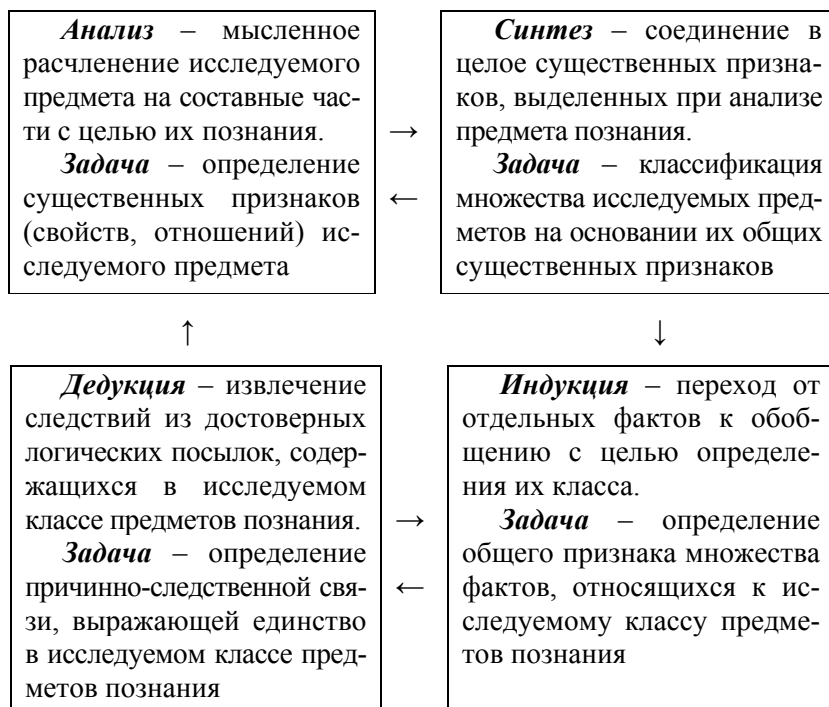 Анализ – мысленное
расчленение исследуемого
предмета на составные час-
ти с целью их познания.
Задача – определение
существенных признаков
(свойств, отношений) ис-
следуемого предмета
→
←
Синтез – соединение в
целое существенных призна-
ков, выделенных при анализе
предмета познания.
Задача – классификация
множества исследуемых пред-
метов на основании их общих
существенных признаков
↑
↓
Дедукция – извлечение
следствий из достоверных
логических посылок, содер-
жащихся в исследуемом
классе предметов познания.
Задача – определение
причинно-следственной свя-
зи, выражающей единство
в исследуемом классе пред-
метов познания
→
←
Индукция – переход от
отдельных фактов к обоб-
щению с целью определе-
ния их класса.
Задача – определение
общего признака множества
фактов, относящихся к ис-
следуемому классу предме-
тов познания